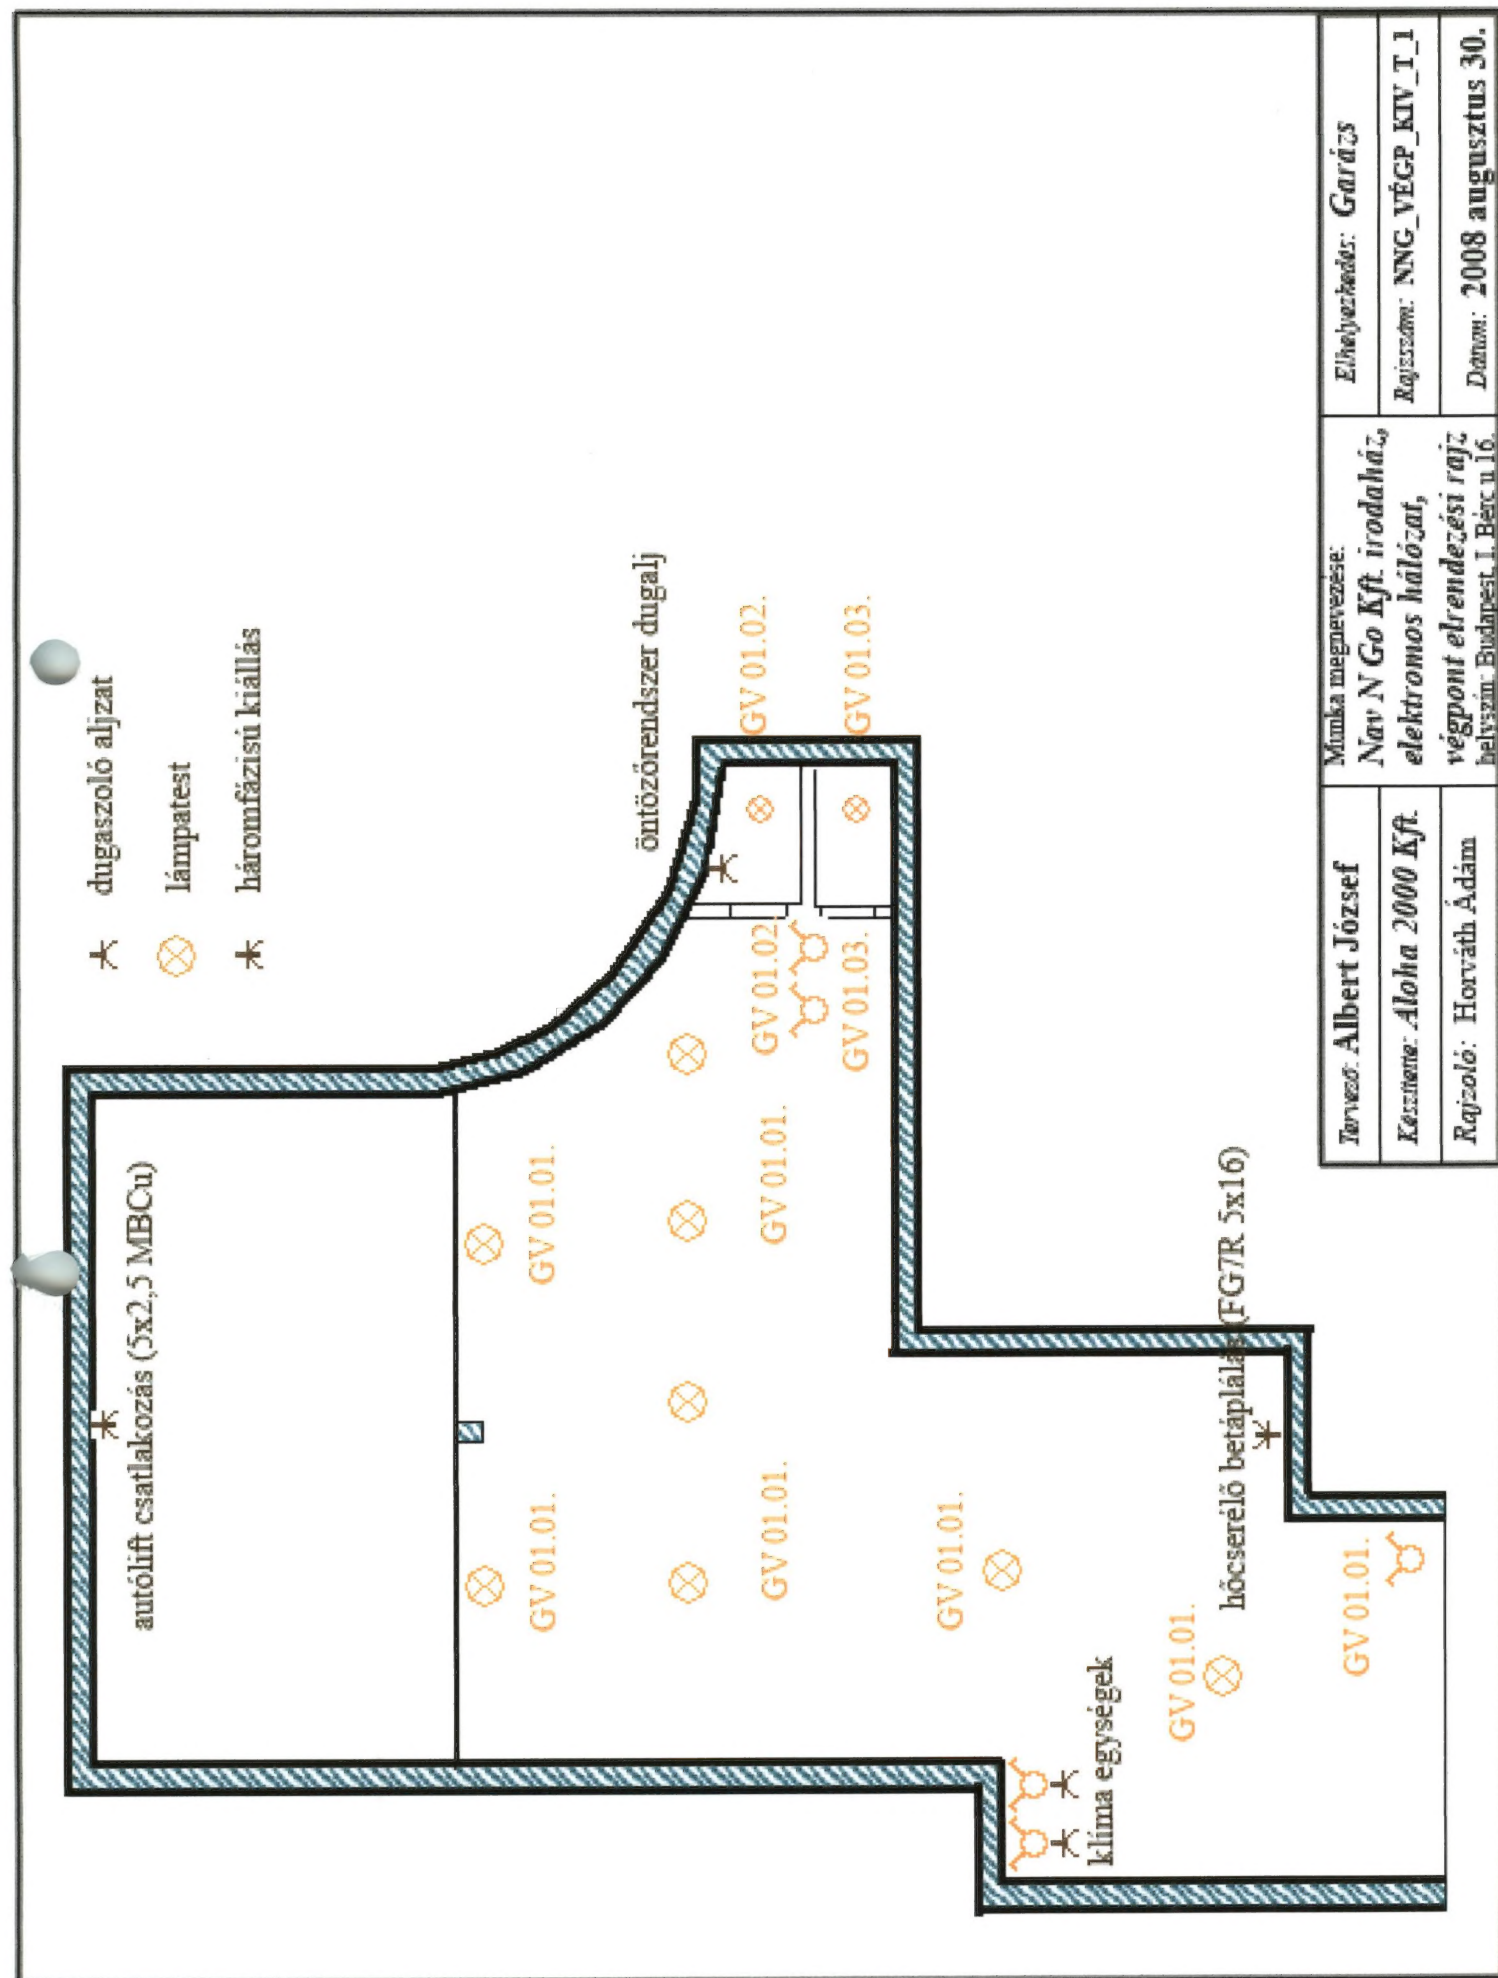 dugaszoló aljzat
lámpatest
háromfázisú kiállás
autólift csatlakozás (5x2,5 MBCu)
öntözőrendszer dugalj
GV 01.01.
GV 01.01.
GV 01.01.
GV 01.01.
GV 01.02.
GV 01.03.
GV 01.02.
GV 01.03.
GV 01.01.
GV 01.01.
GV 01.01.
klíma egységek
hőcserélő betáplálás (FG7R 5x16)
Tervező: Albert József
Készítette: Aloha 2000 Kft.
Rajzoló: Horváth Ádám
Munka megnevezése:
Nav N Go Kft. irodaház,
elektromos hálózat,
végpont elrendezési rajz
helyszín: Budapest, I. Bérc u 16.
Elhelyezkedés: Garázs
Rajzszám: NNG_VÉGP_KIV_T_1
Dátum: 2008 augusztus 30.